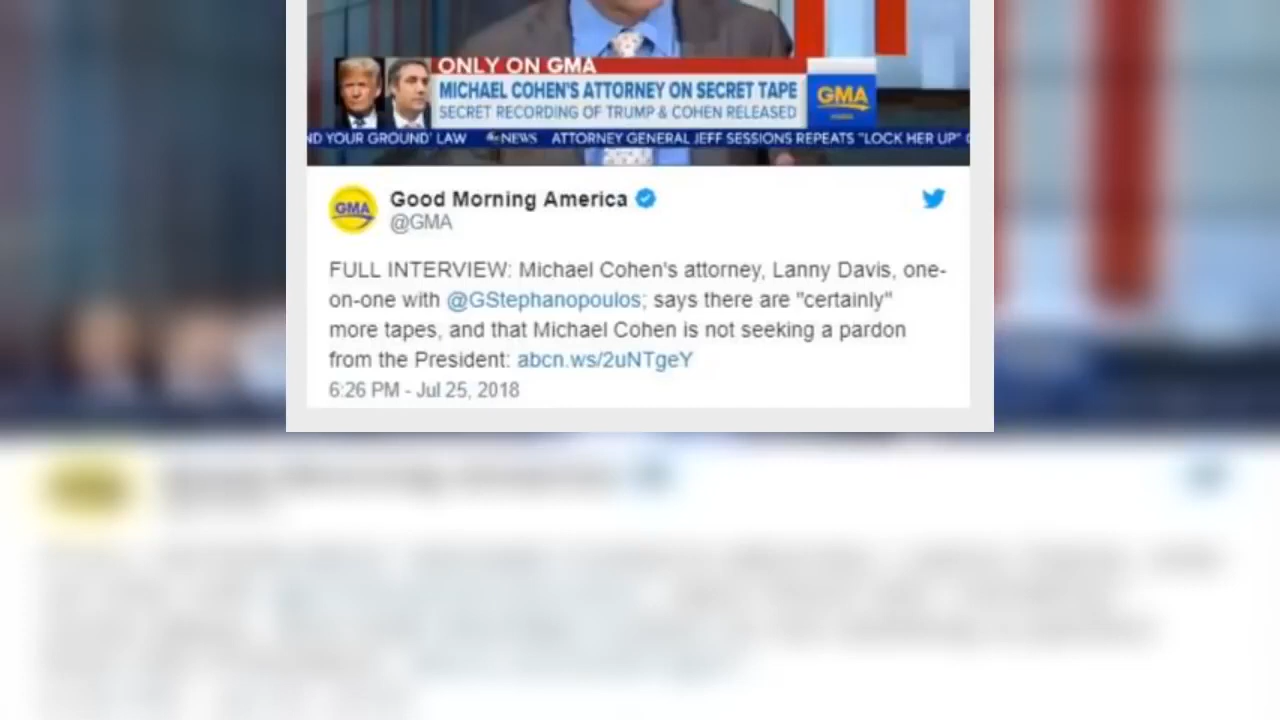 ONLY ON GMA
MICHAEL COHEN'S ATTORNEY ON SECRET TAPE
SECRET RECORDING OF TRUMP & COHEN RELEASED
GMA
ND YOUR GROUND' LAW abc NEWS ATTORNEY GENERAL JEFF SESSIONS REPEATS "LOCK HER UP"
GMA
Good Morning America
@GMA
FULL INTERVIEW: Michael Cohen's attorney, Lanny Davis, one-
on-one with @GStephanopoulos; says there are "certainly"
more tapes, and that Michael Cohen is not seeking a pardon
from the President: abcn.ws/2uNTgeY
6:26 PM - Jul 25, 2018